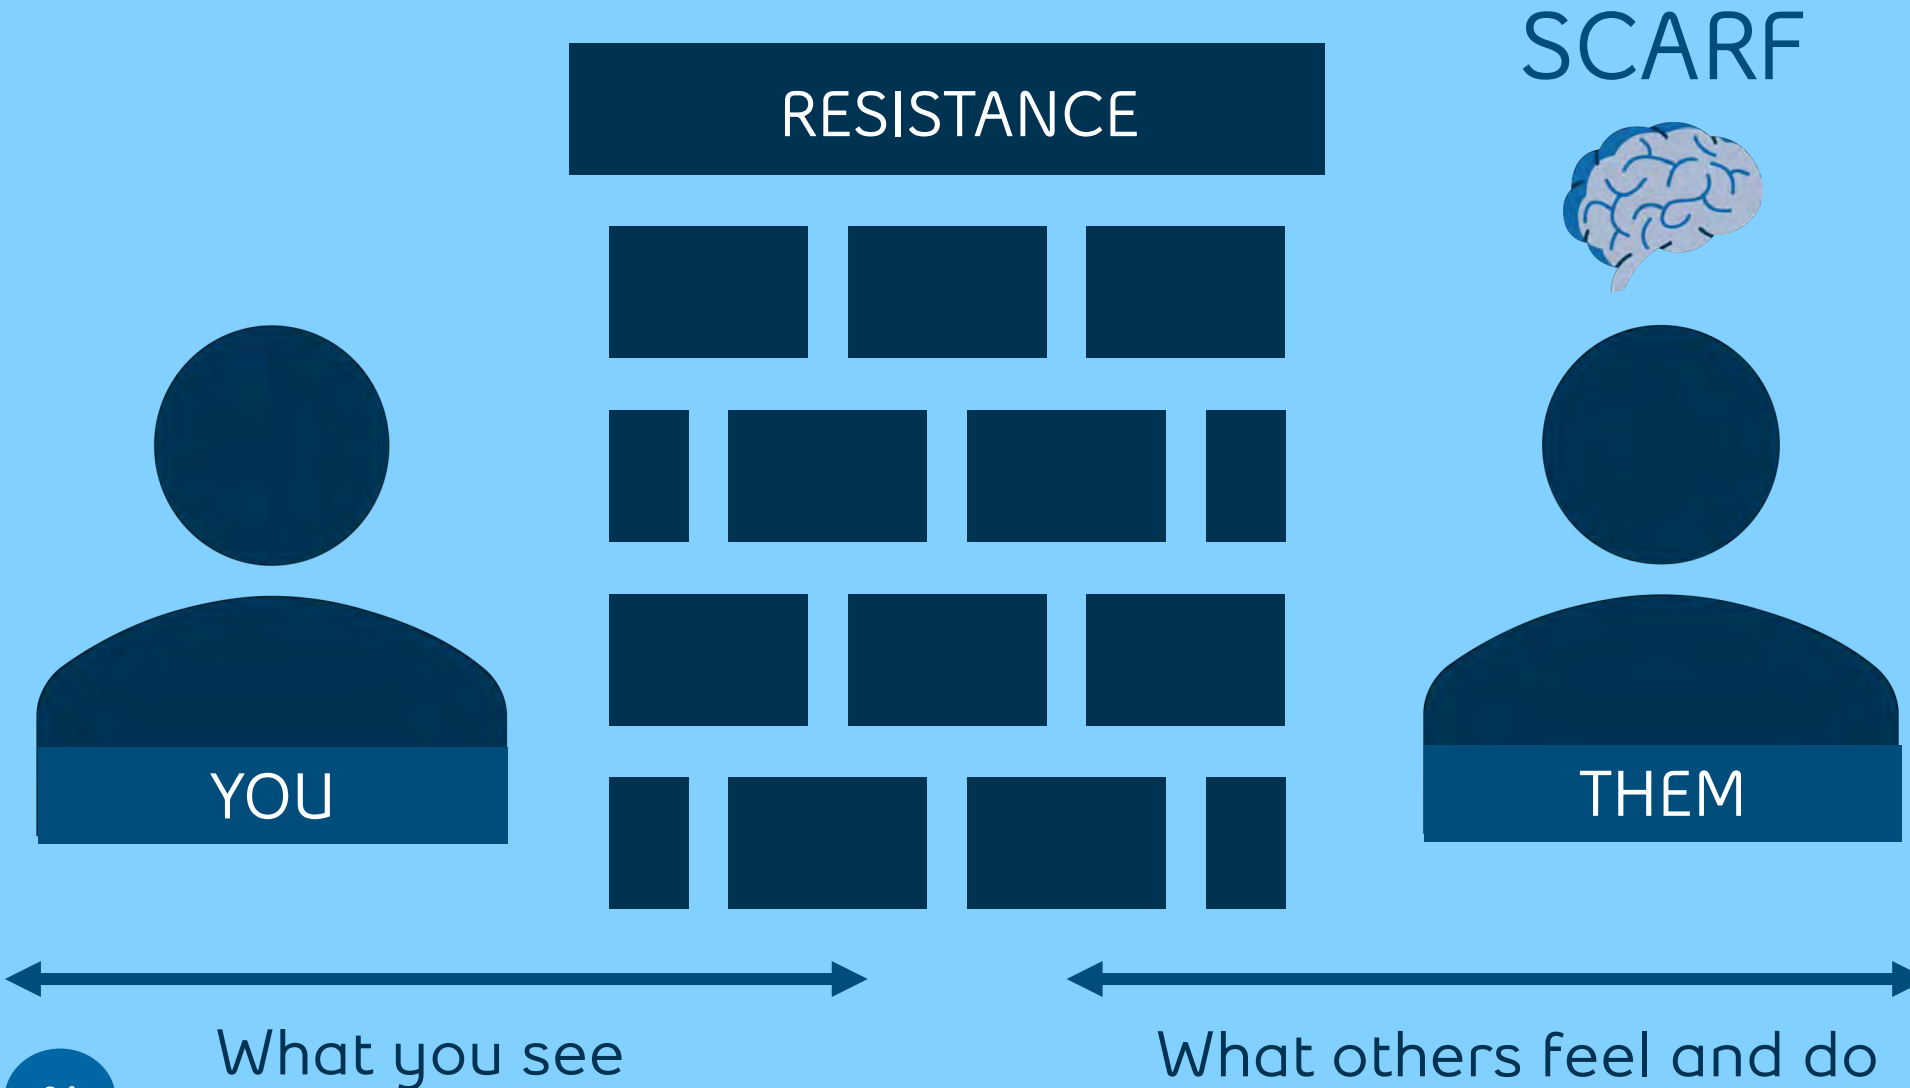 SCARF
RESISTANCE
YOU
THEM
What you see
What others feel and do